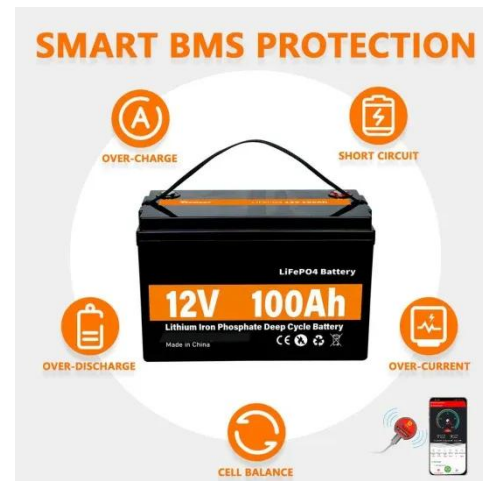 SMART BMS PROTECTION
OVER-CHARGE
SHORT CIRCUIT
LiFePO4 Battery
12V 100Ah
Lithium Iron Phosphate Deep Cycle Battery
Made in China
CE
OVER-DISCHARGE
OVER-CURRENT
CELL BALANCE